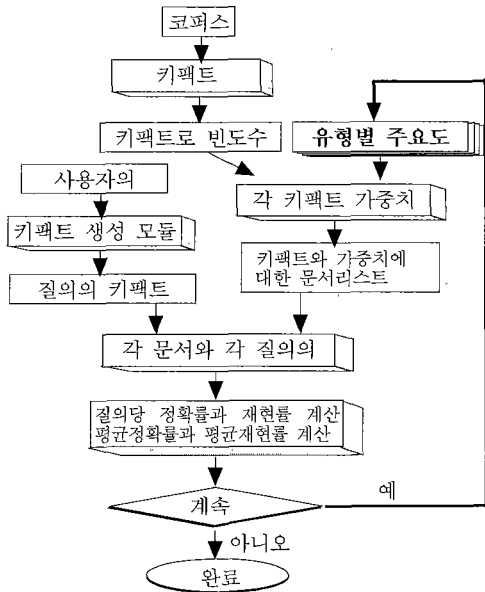 코퍼스
키팩트
키팩트로 빈도수
유형별 주요도
사용자의
각 키팩트 가중치
키팩트 생성 모듈
키팩트와 가중치에
대한 문서리스트
질의의 키팩트
각 문서와 각 질의의
질의당 정확률과 재현률 계산
평균정확률과 평균재현률 계산
계속
예
아니오
완료